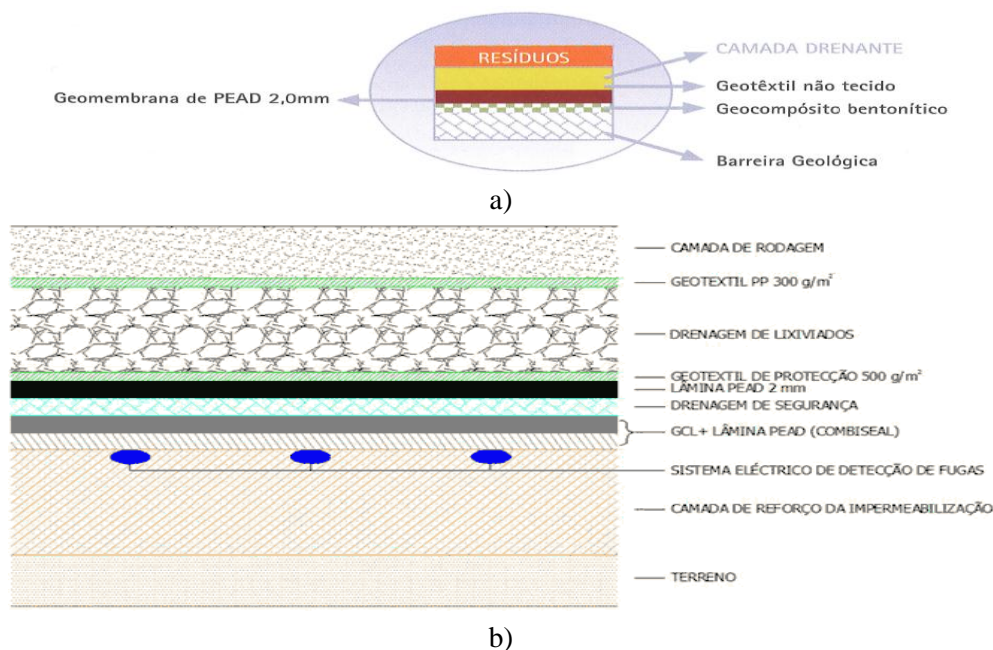 RESÍDUOS
CAMADA DRENANTE
Geotêxtil não tecido
Geomembrana de PEAD 2,0mm
Geocompósito bentonítico
Barreira Geológica
a)
CAMADA DE RODAGEM
GEOTEXTIL PP 300 g/m²
DRENAGEM DE LIXIVIADOS
GEOTEXTIL DE PROTECÇÃO 500 g/m²
LÂMINA PEAD 2 mm
DRENAGEM DE SEGURANÇA
GCL+ LÂMINA PEAD (COMBISEAL)
SISTEMA ELÉCTRICO DE DETECÇÃO DE FUGAS
CAMADA DE REFORÇO DA IMPERMEABILIZAÇÃO
TERRENO
b)